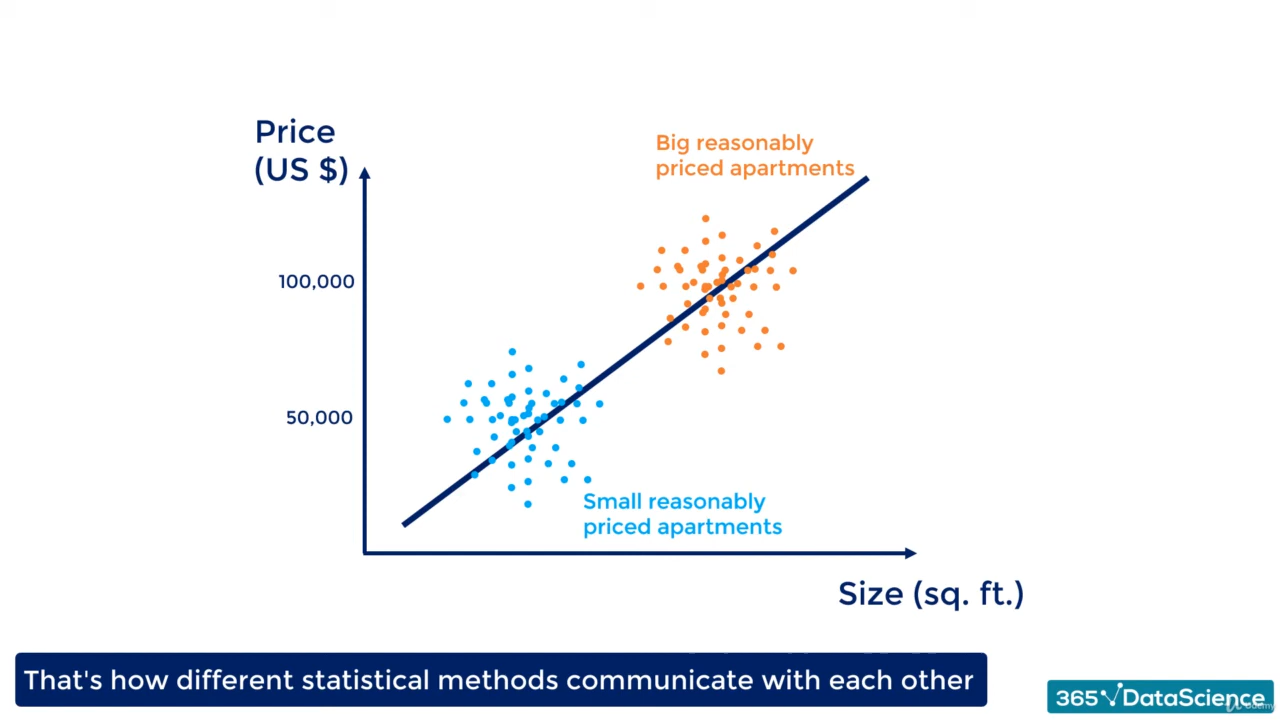 Price
(US $)
Big reasonably
priced apartments
100,000
50,000
Small reasonably
priced apartments
Size (sq. ft.)
That's how different statistical methods communicate with each other
365 DataScience
Udemy